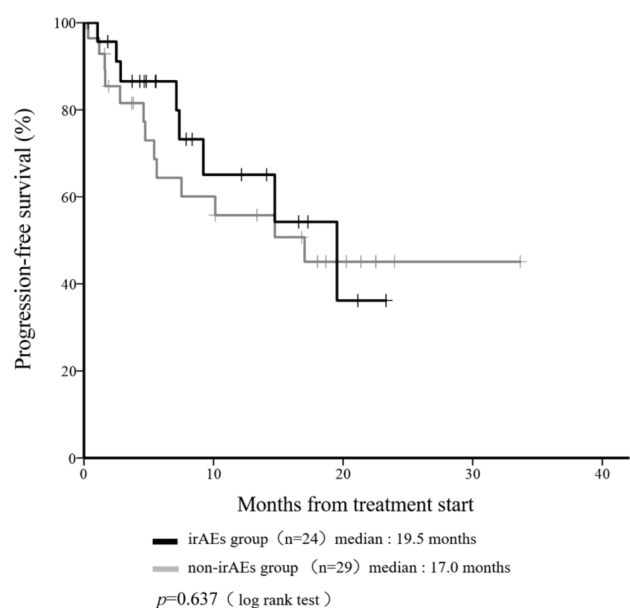 Progression-free survival (%)
100
80
60
40
20
0
0 10 20 30 40
Months from treatment start
irAEs group（n=24）median : 19.5 months
non-irAEs group （n=29）median : 17.0 months
p=0.637（ log rank test ）